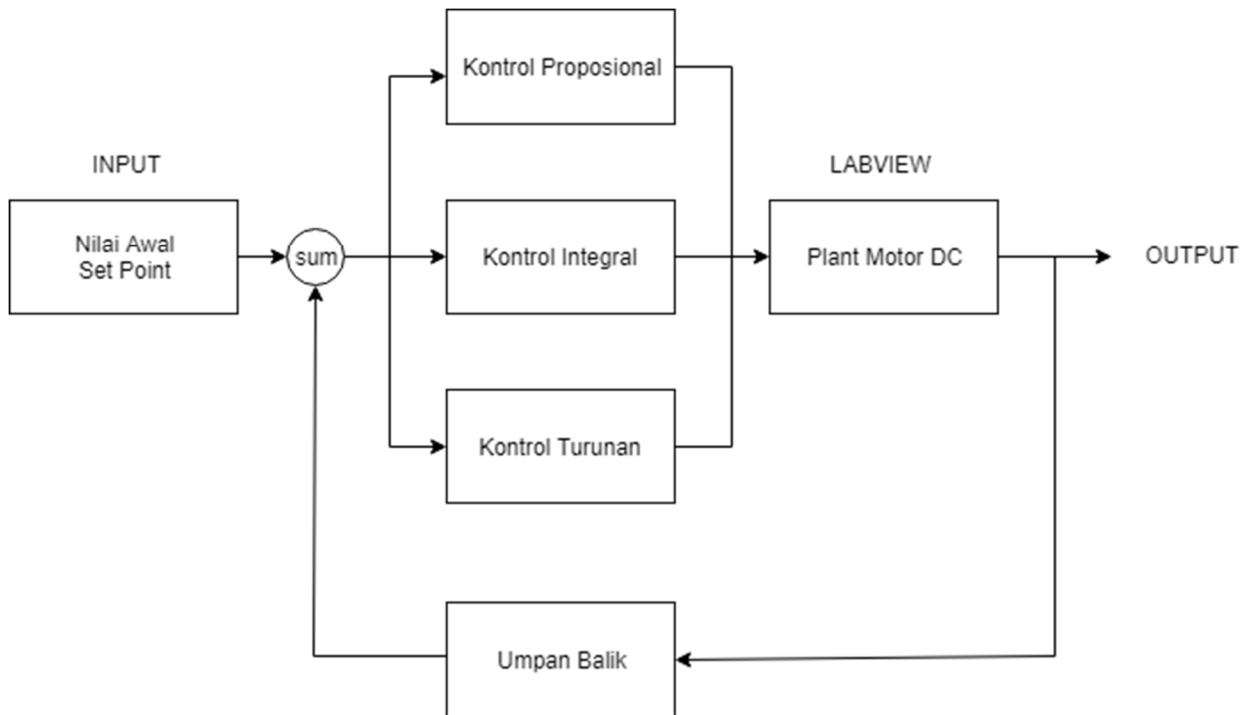 Kontrol Proposional
INPUT
LABVIEW
Nilai Awal
Set Point
sum
Kontrol Integral
Plant Motor DC
OUTPUT
Kontrol Turunan
Umpan Balik